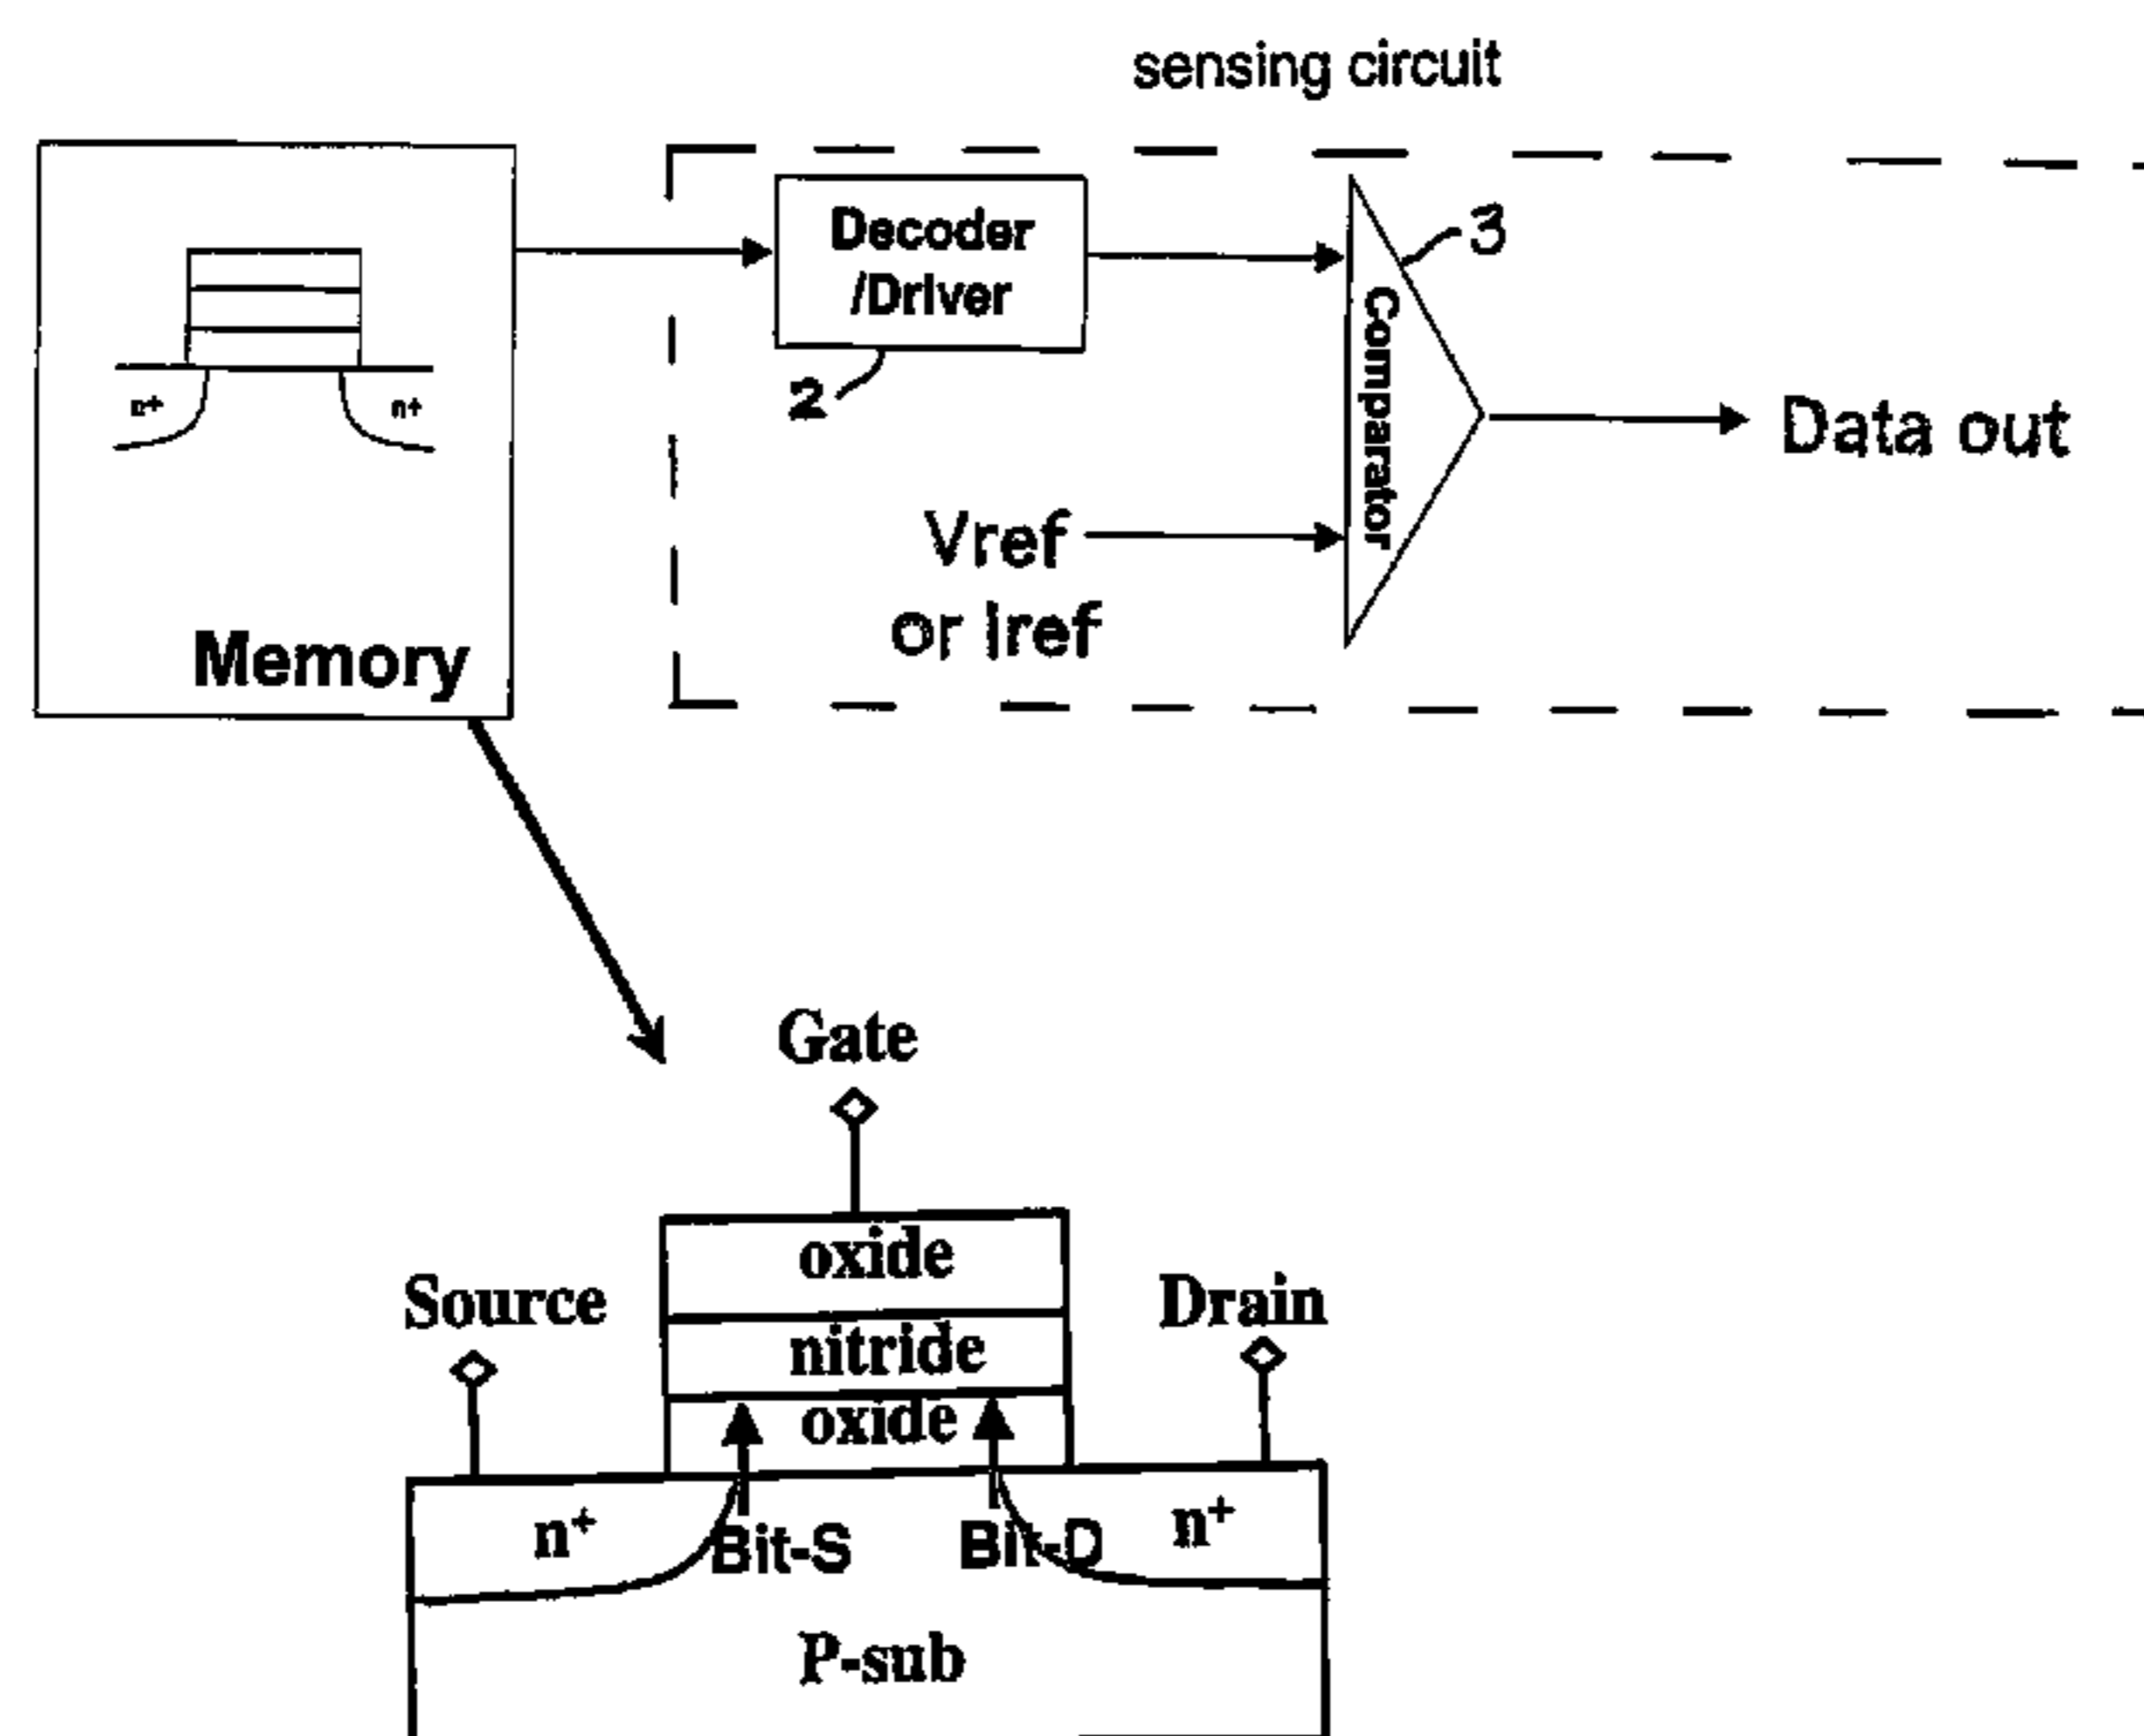 sensing circuit
Decoder
/Driver
3
2
Comparator
Data out
Vref
or Iref
n+
n+
Memory
Gate
oxide
Source
Drain
nitride
oxide
n+
n+
Bit-S
Bit-D
P-sub